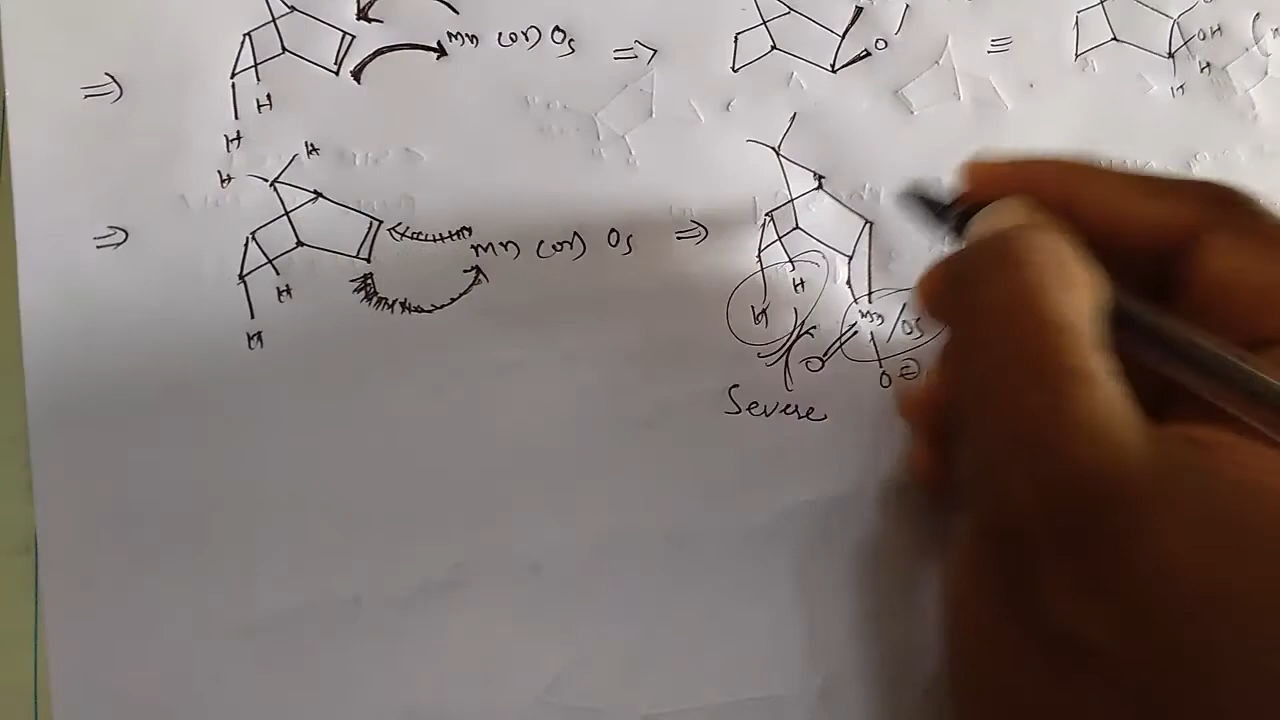 ⇒ Mn (or) Os ⇒ O ≡ OH
H H H H
H H
⇒ Mn (or) Os ⇒
H H H H
Mn/Os
O O⊖
Severe